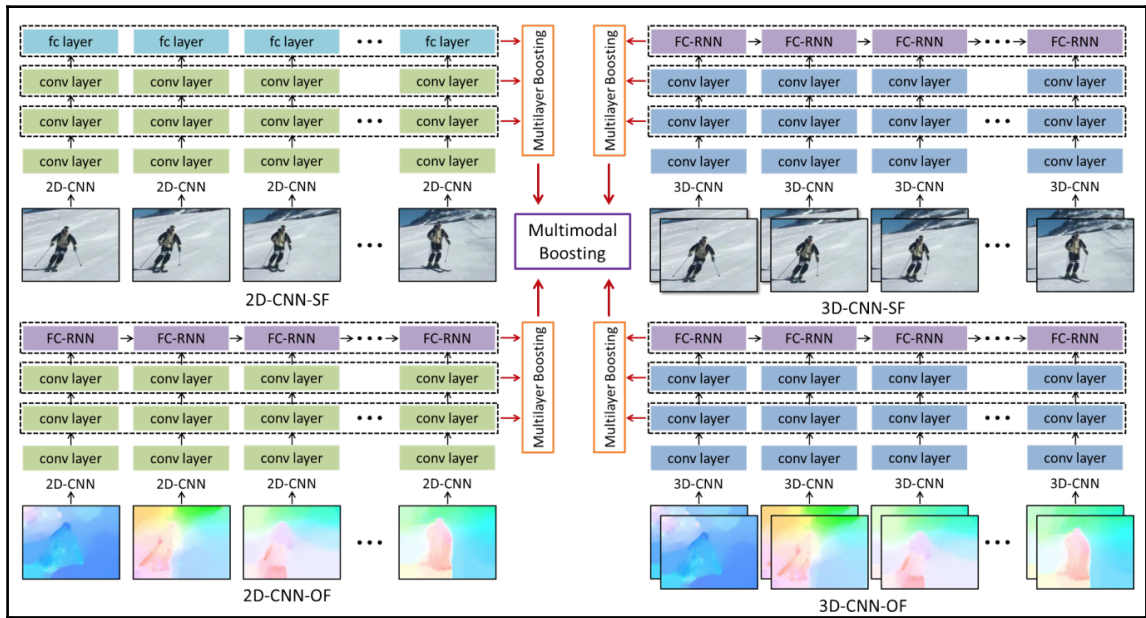 fc layer fc layer fc layer ••• fc layer
conv layer conv layer conv layer conv layer
conv layer conv layer conv layer ••• conv layer
conv layer conv layer conv layer conv layer
2D-CNN 2D-CNN 2D-CNN 2D-CNN
•••
2D-CNN-SF
Multilayer Boosting
Multilayer Boosting
FC-RNN FC-RNN FC-RNN ••• FC-RNN
conv layer conv layer conv layer conv layer
conv layer conv layer conv layer ••• conv layer
conv layer conv layer conv layer conv layer
3D-CNN 3D-CNN 3D-CNN 3D-CNN
•••
3D-CNN-SF
Multimodal
Boosting
FC-RNN FC-RNN FC-RNN ••• FC-RNN
conv layer conv layer conv layer conv layer
conv layer conv layer conv layer ••• conv layer
conv layer conv layer conv layer conv layer
2D-CNN 2D-CNN 2D-CNN 2D-CNN
•••
2D-CNN-OF
Multilayer Boosting
Multilayer Boosting
FC-RNN FC-RNN FC-RNN ••• FC-RNN
conv layer conv layer conv layer conv layer
conv layer conv layer conv layer ••• conv layer
conv layer conv layer conv layer conv layer
3D-CNN 3D-CNN 3D-CNN 3D-CNN
•••
3D-CNN-OF